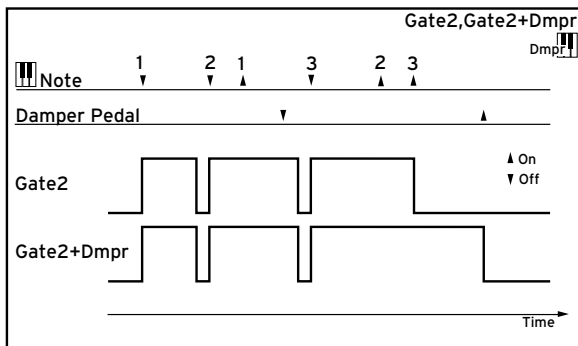 Gate2,Gate2+Dmpr
Dmpr
1 2 1 3 2 3
Note
Damper Pedal
▲ On
▼ Off
Gate2
Gate2+Dmpr
Time